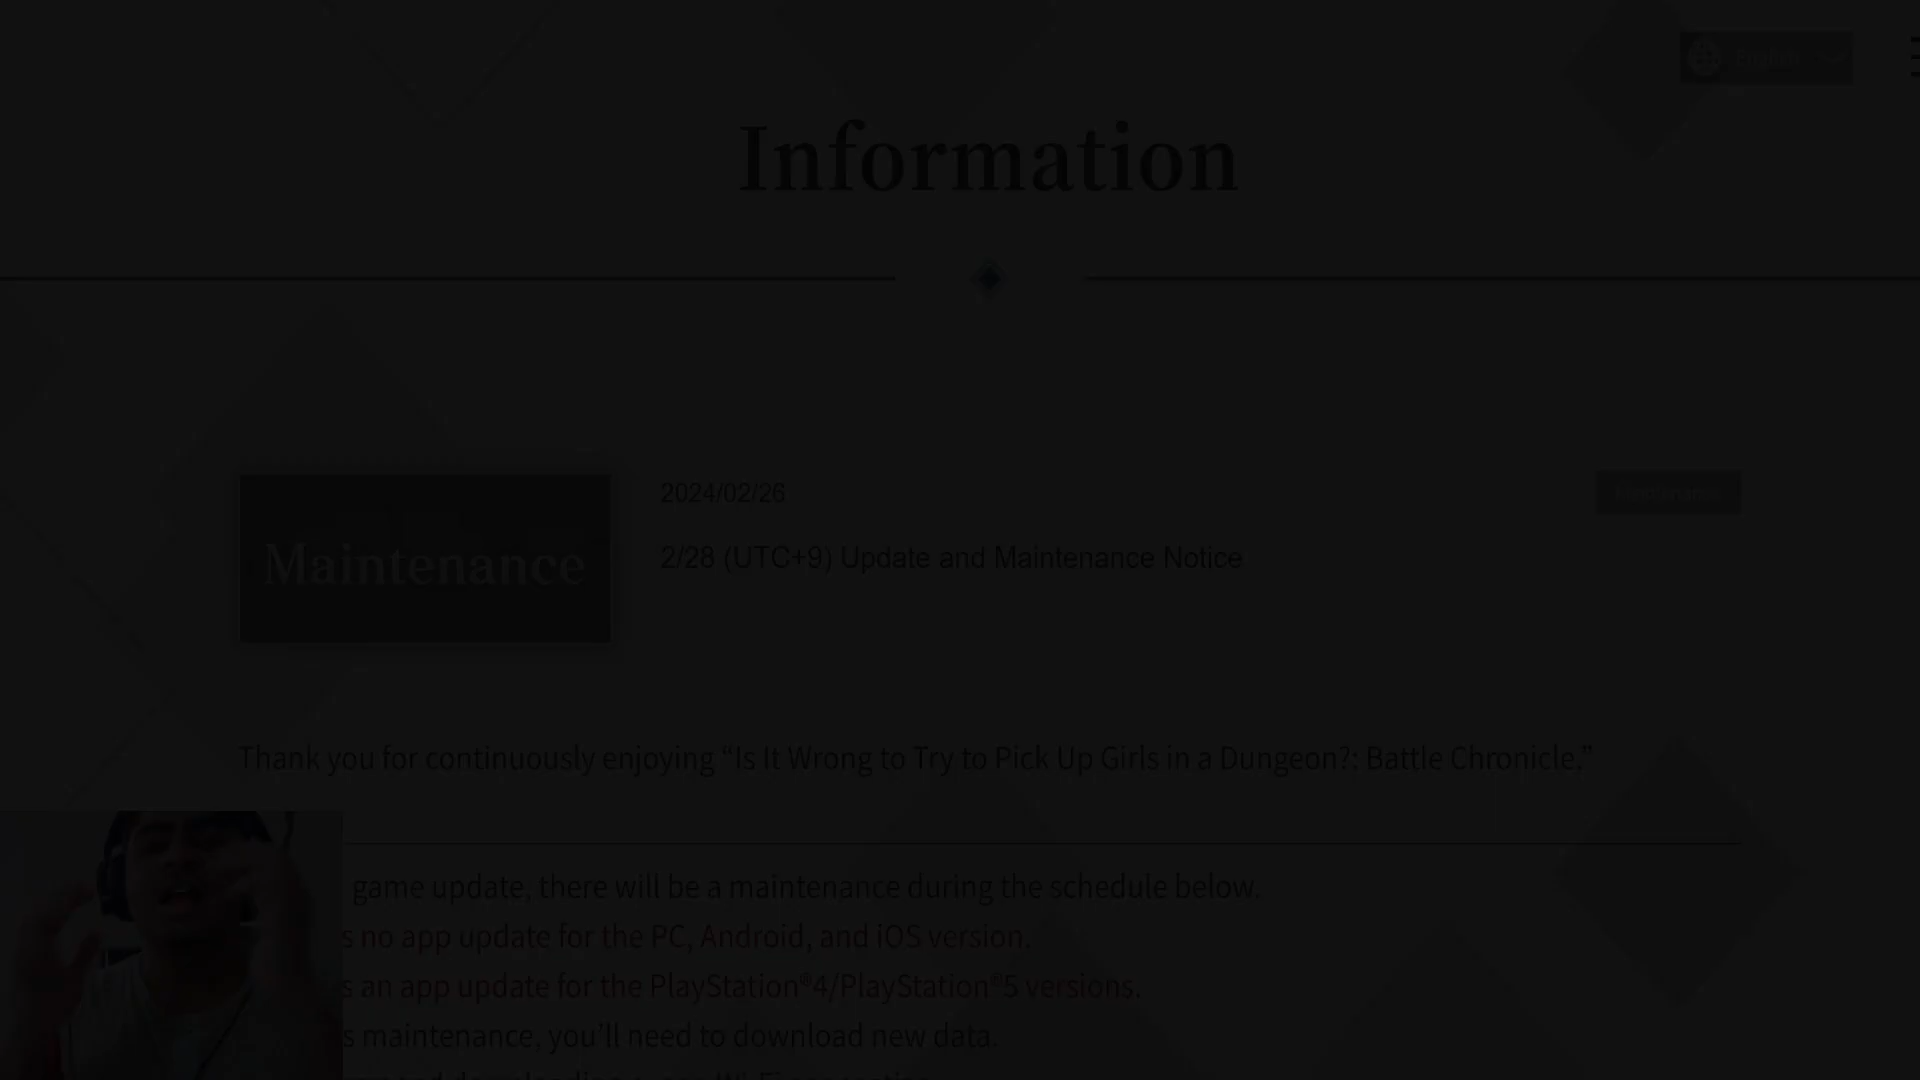 English
Information
2024/02/26
Maintenance
Maintenance
2/28 (UTC+9) Update and Maintenance Notice
Thank you for continuously enjoying “Is It Wrong to Try to Pick Up Girls in a Dungeon?: Battle Chronicle.”
game update, there will be a maintenance during the schedule below.
s no app update for the PC, Android, and iOS version.
s an app update for the PlayStation®4/PlayStation®5 versions.
s maintenance, you’ll need to download new data.